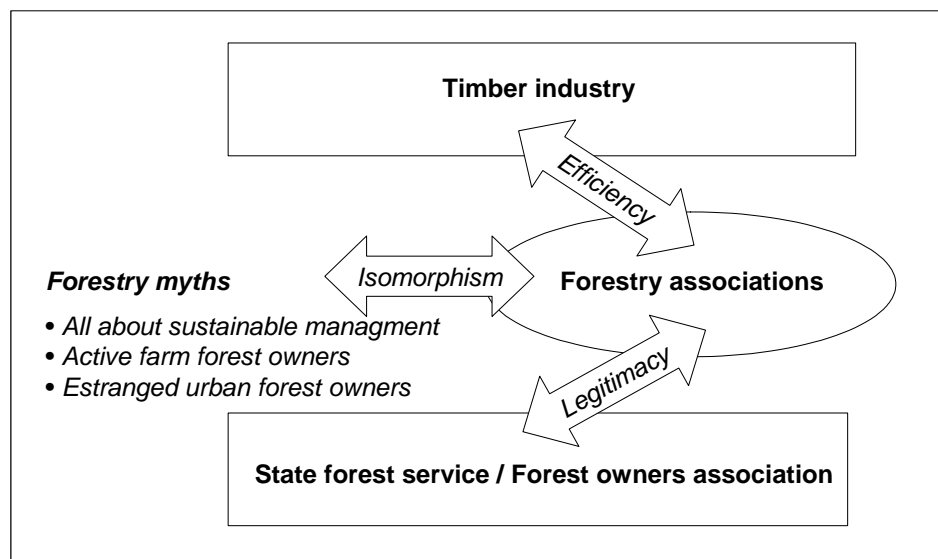 Timber industry
Efficiency
Isomorphism
Forestry associations
Forestry myths
• All about sustainable managment
• Active farm forest owners
• Estranged urban forest owners
Legitimacy
State forest service / Forest owners association